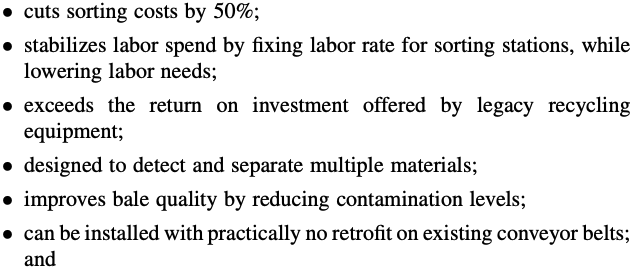 • cuts sorting costs by 50%;
• stabilizes labor spend by fixing labor rate for sorting stations, while
lowering labor needs;
• exceeds the return on investment offered by legacy recycling
equipment;
• designed to detect and separate multiple materials;
• improves bale quality by reducing contamination levels;
• can be installed with practically no retrofit on existing conveyor belts;
and